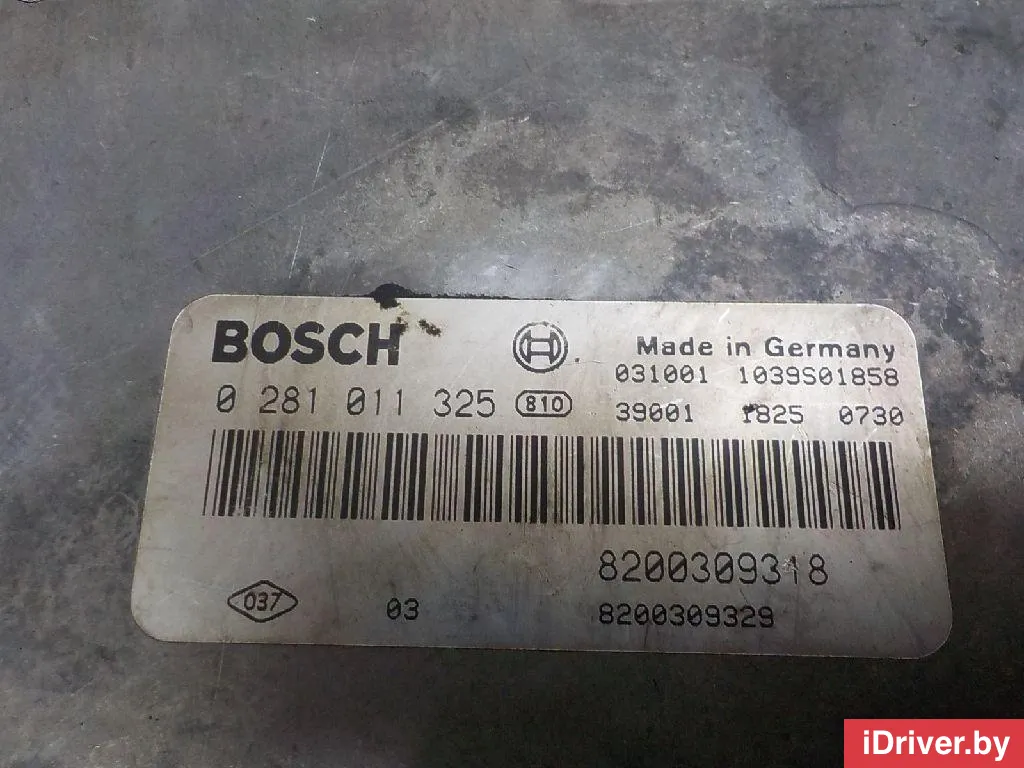 BOSCH
Made in Germany
031001 1039S01858
0 281 011 325 810
39001 1825 0730
8200309318
037 03 8200309329
iDriver.by